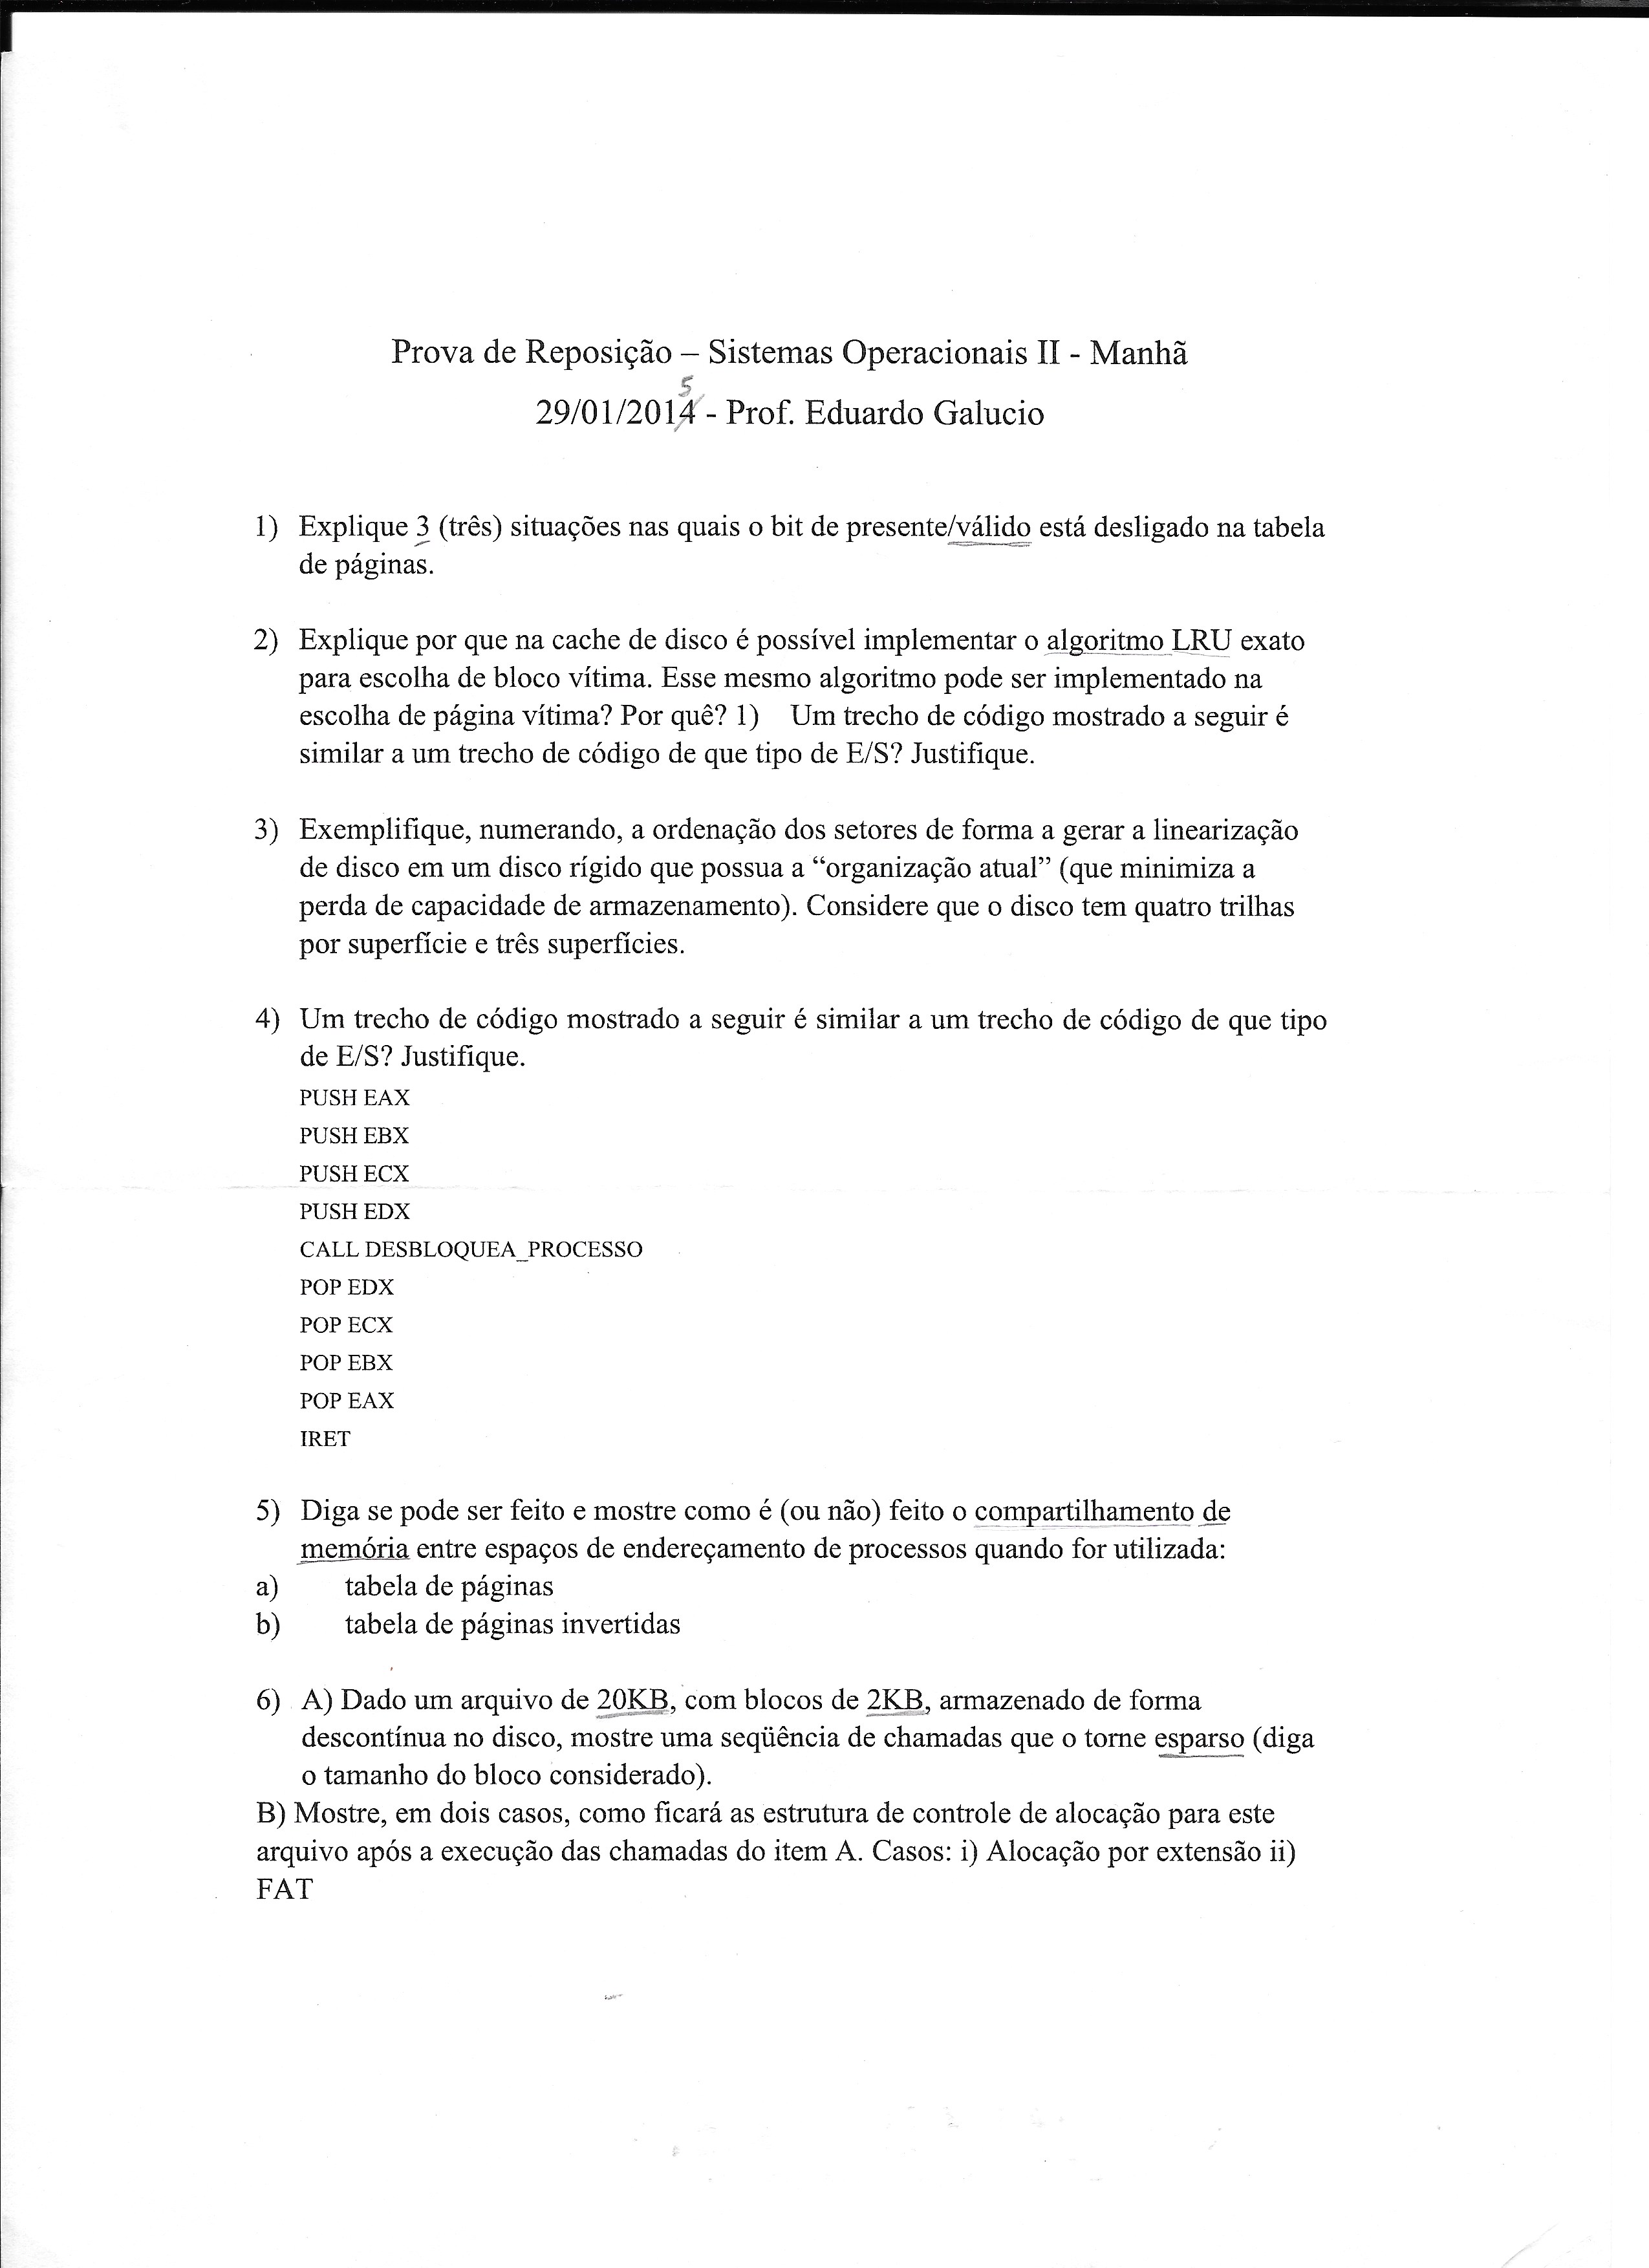 Prova de Reposição – Sistemas Operacionais II - Manhã
5
29/01/2014 - Prof. Eduardo Galucio
1) Explique 3 (três) situações nas quais o bit de presente/válido está desligado na tabela
de páginas.
2) Explique por que na cache de disco é possível implementar o algoritmo LRU exato
para escolha de bloco vítima. Esse mesmo algoritmo pode ser implementado na
escolha de página vítima? Por quê? 1) Um trecho de código mostrado a seguir é
similar a um trecho de código de que tipo de E/S? Justifique.
3) Exemplifique, numerando, a ordenação dos setores de forma a gerar a linearização
de disco em um disco rígido que possua a “organização atual” (que minimiza a
perda de capacidade de armazenamento). Considere que o disco tem quatro trilhas
por superfície e três superfícies.
4) Um trecho de código mostrado a seguir é similar a um trecho de código de que tipo
de E/S? Justifique.
PUSH EAX
PUSH EBX
PUSH ECX
PUSH EDX
CALL DESBLOQUEA_PROCESSO
POP EDX
POP ECX
POP EBX
POP EAX
IRET
5) Diga se pode ser feito e mostre como é (ou não) feito o compartilhamento de
memória entre espaços de endereçamento de processos quando for utilizada:
a) tabela de páginas
b) tabela de páginas invertidas
6) A) Dado um arquivo de 20KB, com blocos de 2KB, armazenado de forma
descontínua no disco, mostre uma seqüência de chamadas que o torne esparso (diga
o tamanho do bloco considerado).
B) Mostre, em dois casos, como ficará as estrutura de controle de alocação para este
arquivo após a execução das chamadas do item A. Casos: i) Alocação por extensão ii)
FAT